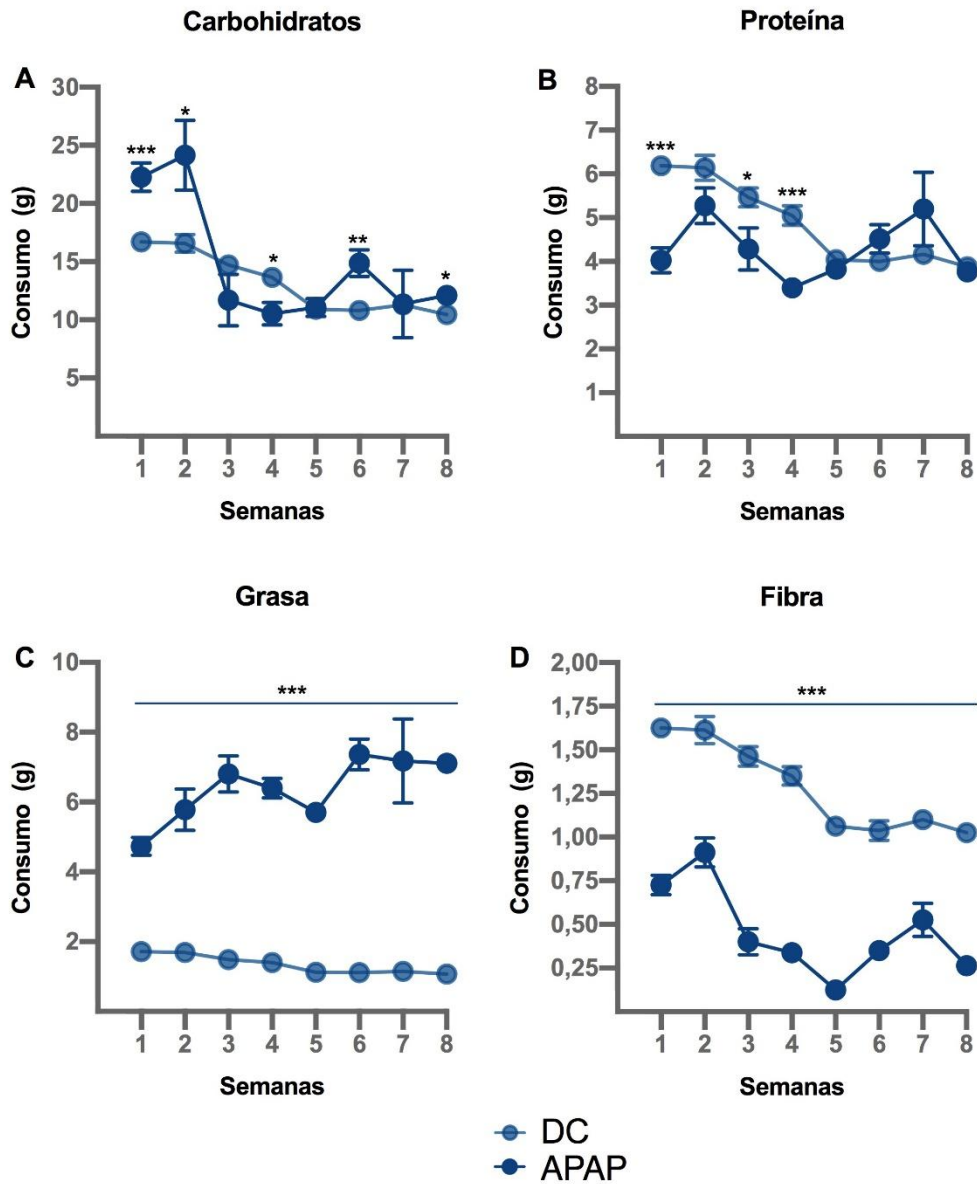 Carbohidratos
A
30
25
20
15
10
5
Consumo (g)
***
*
*
**
*
1 2 3 4 5 6 7 8
Semanas
Proteína
B
8
7
6
5
4
3
2
1
Consumo (g)
***
*
***
1 2 3 4 5 6 7 8
Semanas
Grasa
C
10
8
6
4
2
Consumo (g)
***
1 2 3 4 5 6 7 8
Semanas
Fibra
D
2,00
1,75
1,50
1,25
1,00
0,75
0,50
0,25
Consumo (g)
***
1 2 3 4 5 6 7 8
Semanas
DC
APAP